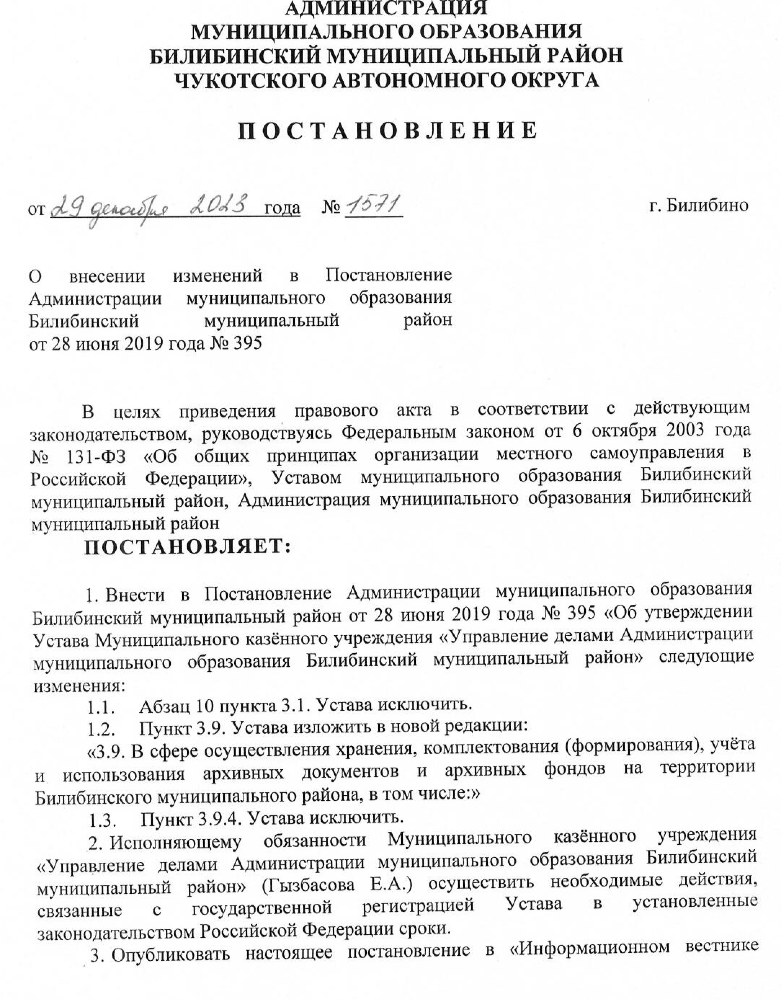 АДМИНИСТРАЦИЯ
МУНИЦИПАЛЬНОГО ОБРАЗОВАНИЯ
БИЛИБИНСКИЙ МУНИЦИПАЛЬНЫЙ РАЙОН
ЧУКОТСКОГО АВТОНОМНОГО ОКРУГА
П О С Т А Н О В Л Е Н И Е
от 29 декабря 2023 года № 1571 г. Билибино
О внесении изменений в Постановление
Администрации муниципального образования
Билибинский муниципальный район
от 28 июня 2019 года № 395
В целях приведения правового акта в соответствии с действующим
законодательством, руководствуясь Федеральным законом от 6 октября 2003 года
№ 131-ФЗ «Об общих принципах организации местного самоуправления в
Российской Федерации», Уставом муниципального образования Билибинский
муниципальный район, Администрация муниципального образования Билибинский
муниципальный район
ПОСТАНОВЛЯЕТ:
1. Внести в Постановление Администрации муниципального образования
Билибинский муниципальный район от 28 июня 2019 года № 395 «Об утверждении
Устава Муниципального казённого учреждения «Управление делами Администрации
муниципального образования Билибинский муниципальный район» следующие
изменения:
1.1. Абзац 10 пункта 3.1. Устава исключить.
1.2. Пункт 3.9. Устава изложить в новой редакции:
«3.9. В сфере осуществления хранения, комплектования (формирования), учёта
и использования архивных документов и архивных фондов на территории
Билибинского муниципального района, в том числе:»
1.3. Пункт 3.9.4. Устава исключить.
2. Исполняющему обязанности Муниципального казённого учреждения
«Управление делами Администрации муниципального образования Билибинский
муниципальный район» (Гызбасова Е.А.) осуществить необходимые действия,
связанные с государственной регистрацией Устава в установленные
законодательством Российской Федерации сроки.
3. Опубликовать настоящее постановление в «Информационном вестнике